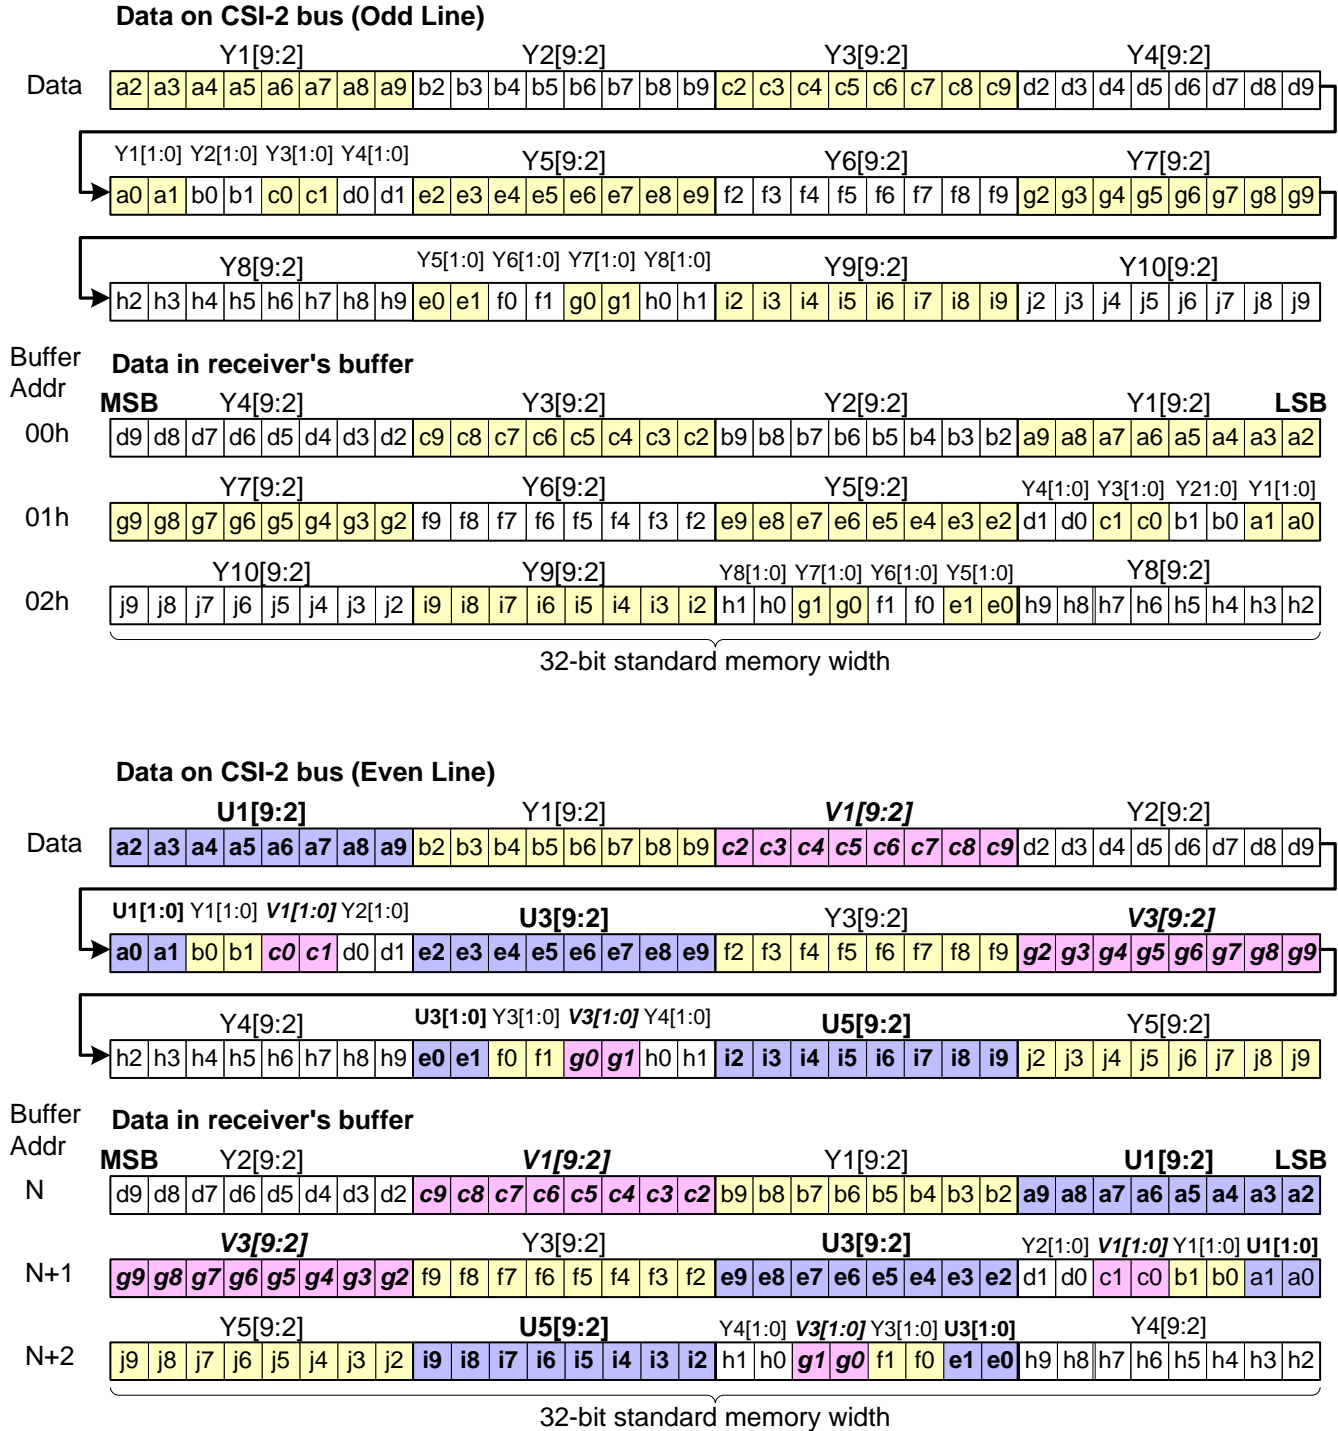 Data on CSI-2 bus (Odd Line)
Y1[9:2] Y2[9:2] Y3[9:2] Y4[9:2]
Data a2 a3 a4 a5 a6 a7 a8 a9 b2 b3 b4 b5 b6 b7 b8 b9 c2 c3 c4 c5 c6 c7 c8 c9 d2 d3 d4 d5 d6 d7 d8 d9
Y1[1:0] Y2[1:0] Y3[1:0] Y4[1:0] Y5[9:2] Y6[9:2] Y7[9:2]
a0 a1 b0 b1 c0 c1 d0 d1 e2 e3 e4 e5 e6 e7 e8 e9 f2 f3 f4 f5 f6 f7 f8 f9 g2 g3 g4 g5 g6 g7 g8 g9
Y8[9:2] Y5[1:0] Y6[1:0] Y7[1:0] Y8[1:0] Y9[9:2] Y10[9:2]
h2 h3 h4 h5 h6 h7 h8 h9 e0 e1 f0 f1 g0 g1 h0 h1 i2 i3 i4 i5 i6 i7 i8 i9 j2 j3 j4 j5 j6 j7 j8 j9
Buffer Addr
Data in receiver's buffer
MSB Y4[9:2] Y3[9:2] Y2[9:2] Y1[9:2] LSB
00h d9 d8 d7 d6 d5 d4 d3 d2 c9 c8 c7 c6 c5 c4 c3 c2 b9 b8 b7 b6 b5 b4 b3 b2 a9 a8 a7 a6 a5 a4 a3 a2
Y7[9:2] Y6[9:2] Y5[9:2] Y4[1:0] Y3[1:0] Y21:0] Y1[1:0]
01h g9 g8 g7 g6 g5 g4 g3 g2 f9 f8 f7 f6 f5 f4 f3 f2 e9 e8 e7 e6 e5 e4 e3 e2 d1 d0 c1 c0 b1 b0 a1 a0
Y10[9:2] Y9[9:2] Y8[1:0] Y7[1:0] Y6[1:0] Y5[1:0] Y8[9:2]
02h j9 j8 j7 j6 j5 j4 j3 j2 i9 i8 i7 i6 i5 i4 i3 i2 h1 h0 g1 g0 f1 f0 e1 e0 h9 h8 h7 h6 h5 h4 h3 h2
32-bit standard memory width
Data on CSI-2 bus (Even Line)
U1[9:2] Y1[9:2] V1[9:2] Y2[9:2]
Data a2 a3 a4 a5 a6 a7 a8 a9 b2 b3 b4 b5 b6 b7 b8 b9 c2 c3 c4 c5 c6 c7 c8 c9 d2 d3 d4 d5 d6 d7 d8 d9
U1[1:0] Y1[1:0] V1[1:0] Y2[1:0] U3[9:2] Y3[9:2] V3[9:2]
a0 a1 b0 b1 c0 c1 d0 d1 e2 e3 e4 e5 e6 e7 e8 e9 f2 f3 f4 f5 f6 f7 f8 f9 g2 g3 g4 g5 g6 g7 g8 g9
Y4[9:2] U3[1:0] Y3[1:0] V3[1:0] Y4[1:0] U5[9:2] Y5[9:2]
h2 h3 h4 h5 h6 h7 h8 h9 e0 e1 f0 f1 g0 g1 h0 h1 i2 i3 i4 i5 i6 i7 i8 i9 j2 j3 j4 j5 j6 j7 j8 j9
Buffer Addr
Data in receiver's buffer
MSB Y2[9:2] V1[9:2] Y1[9:2] U1[9:2] LSB
N d9 d8 d7 d6 d5 d4 d3 d2 c9 c8 c7 c6 c5 c4 c3 c2 b9 b8 b7 b6 b5 b4 b3 b2 a9 a8 a7 a6 a5 a4 a3 a2
V3[9:2] Y3[9:2] U3[9:2] Y2[1:0] V1[1:0] Y1[1:0] U1[1:0]
N+1 g9 g8 g7 g6 g5 g4 g3 g2 f9 f8 f7 f6 f5 f4 f3 f2 e9 e8 e7 e6 e5 e4 e3 e2 d1 d0 c1 c0 b1 b0 a1 a0
Y5[9:2] U5[9:2] Y4[1:0] V3[1:0] Y3[1:0] U3[1:0] Y4[9:2]
N+2 j9 j8 j7 j6 j5 j4 j3 j2 i9 i8 i7 i6 i5 i4 i3 i2 h1 h0 g1 g0 f1 f0 e1 e0 h9 h8 h7 h6 h5 h4 h3 h2
32-bit standard memory width